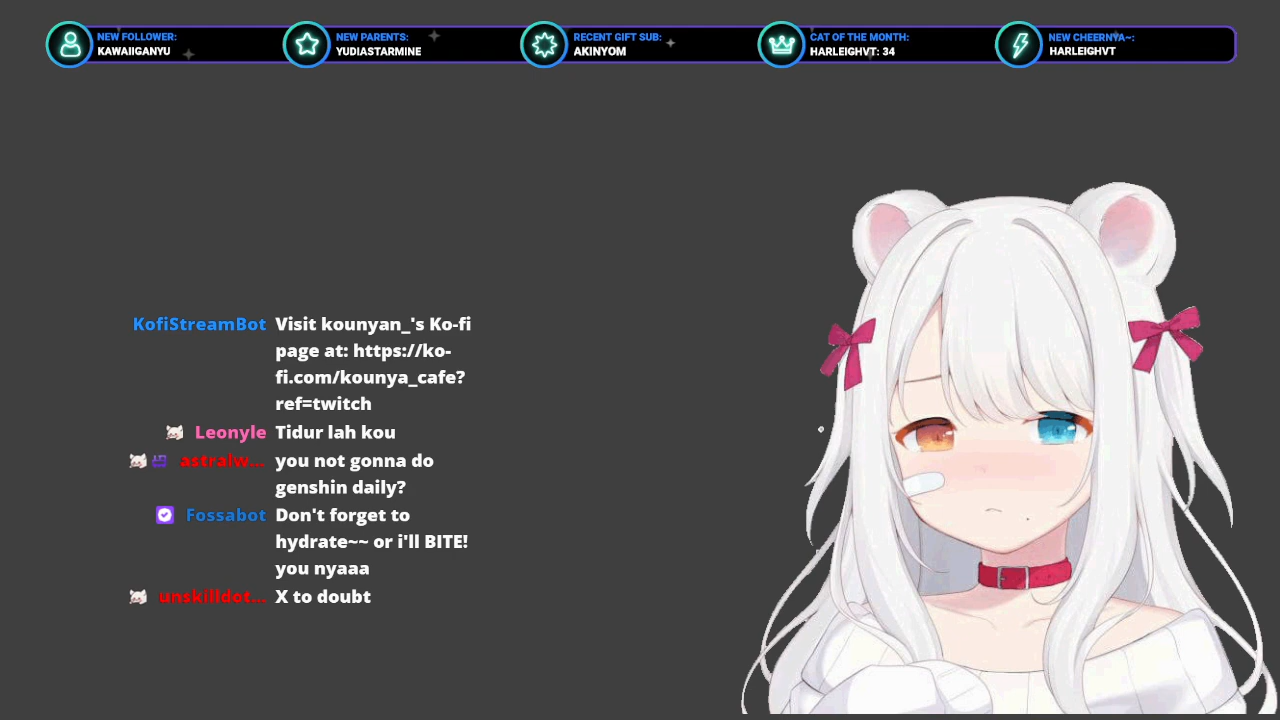 NEW FOLLOWER:
KAWAIIGANYU
NEW PARENTS:
YUDIASTARMINE
RECENT GIFT SUB:
AKINYOM
CAT OF THE MONTH:
HARLEIGHVT: 34
NEW CHEERNYA~:
HARLEIGHVT
KofiStreamBot Visit kounyan_'s Ko-fi
page at: https://ko-
fi.com/kounya_cafe?
ref=twitch
Leonyle Tidur lah kou
astralw... you not gonna do
genshin daily?
Fossabot Don't forget to
hydrate~~ or i'll BITE!
you nyaaa
unskilldot... X to doubt